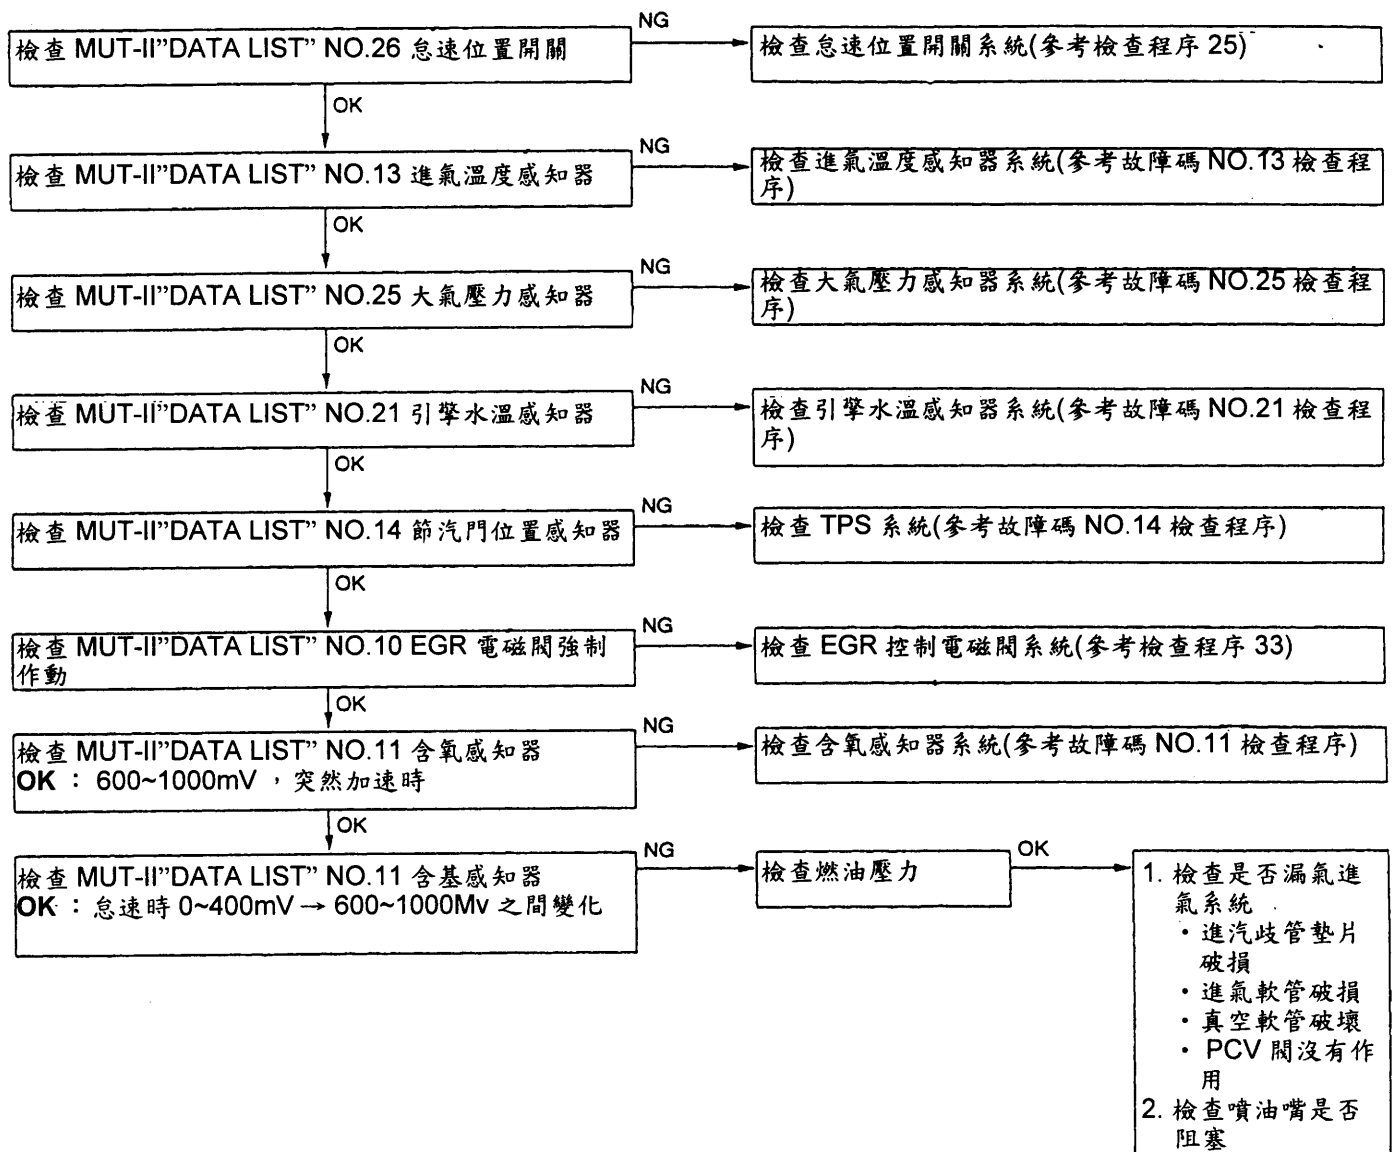 檢查 MUT-II"DATA LIST" NO.26 怠速位置開關
NG
檢查怠速位置開關系統(參考檢查程序 25)
OK
檢查 MUT-II"DATA LIST" NO.13 進氣溫度感知器
NG
檢查進氣溫度感知器系統(參考故障碼 NO.13 檢查程
序)
OK
檢查 MUT-II"DATA LIST" NO.25 大氣壓力感知器
NG
檢查大氣壓力感知器系統(參考故障碼 NO.25 檢查程
序)
OK
檢查 MUT-II"DATA LIST" NO.21 引擎水溫感知器
NG
檢查引擎水溫感知器系統(參考故障碼 NO.21 檢查程
序)
OK
檢查 MUT-II"DATA LIST" NO.14 節汽門位置感知器
NG
檢查 TPS 系統(參考故障碼 NO.14 檢查程序)
OK
檢查 MUT-II"DATA LIST" NO.10 EGR 電磁閥強制
作動
NG
檢查 EGR 控制電磁閥系統(參考檢查程序 33)
OK
檢查 MUT-II"DATA LIST" NO.11 含氧感知器
OK ：600~1000mV ，突然加速時
NG
檢查含氧感知器系統(參考故障碼 NO.11 檢查程序)
OK
檢查 MUT-II"DATA LIST" NO.11 含基感知器
OK ：怠速時 0~400mV→600~1000Mv 之間變化
NG
檢查燃油壓力
OK
1. 檢查是否漏氣進
氣系統
・進汽歧管墊片
破損
・進氣軟管破損
・真空軟管破壞
・PCV 閥沒有作
用
2. 檢查噴油嘴是否
阻塞